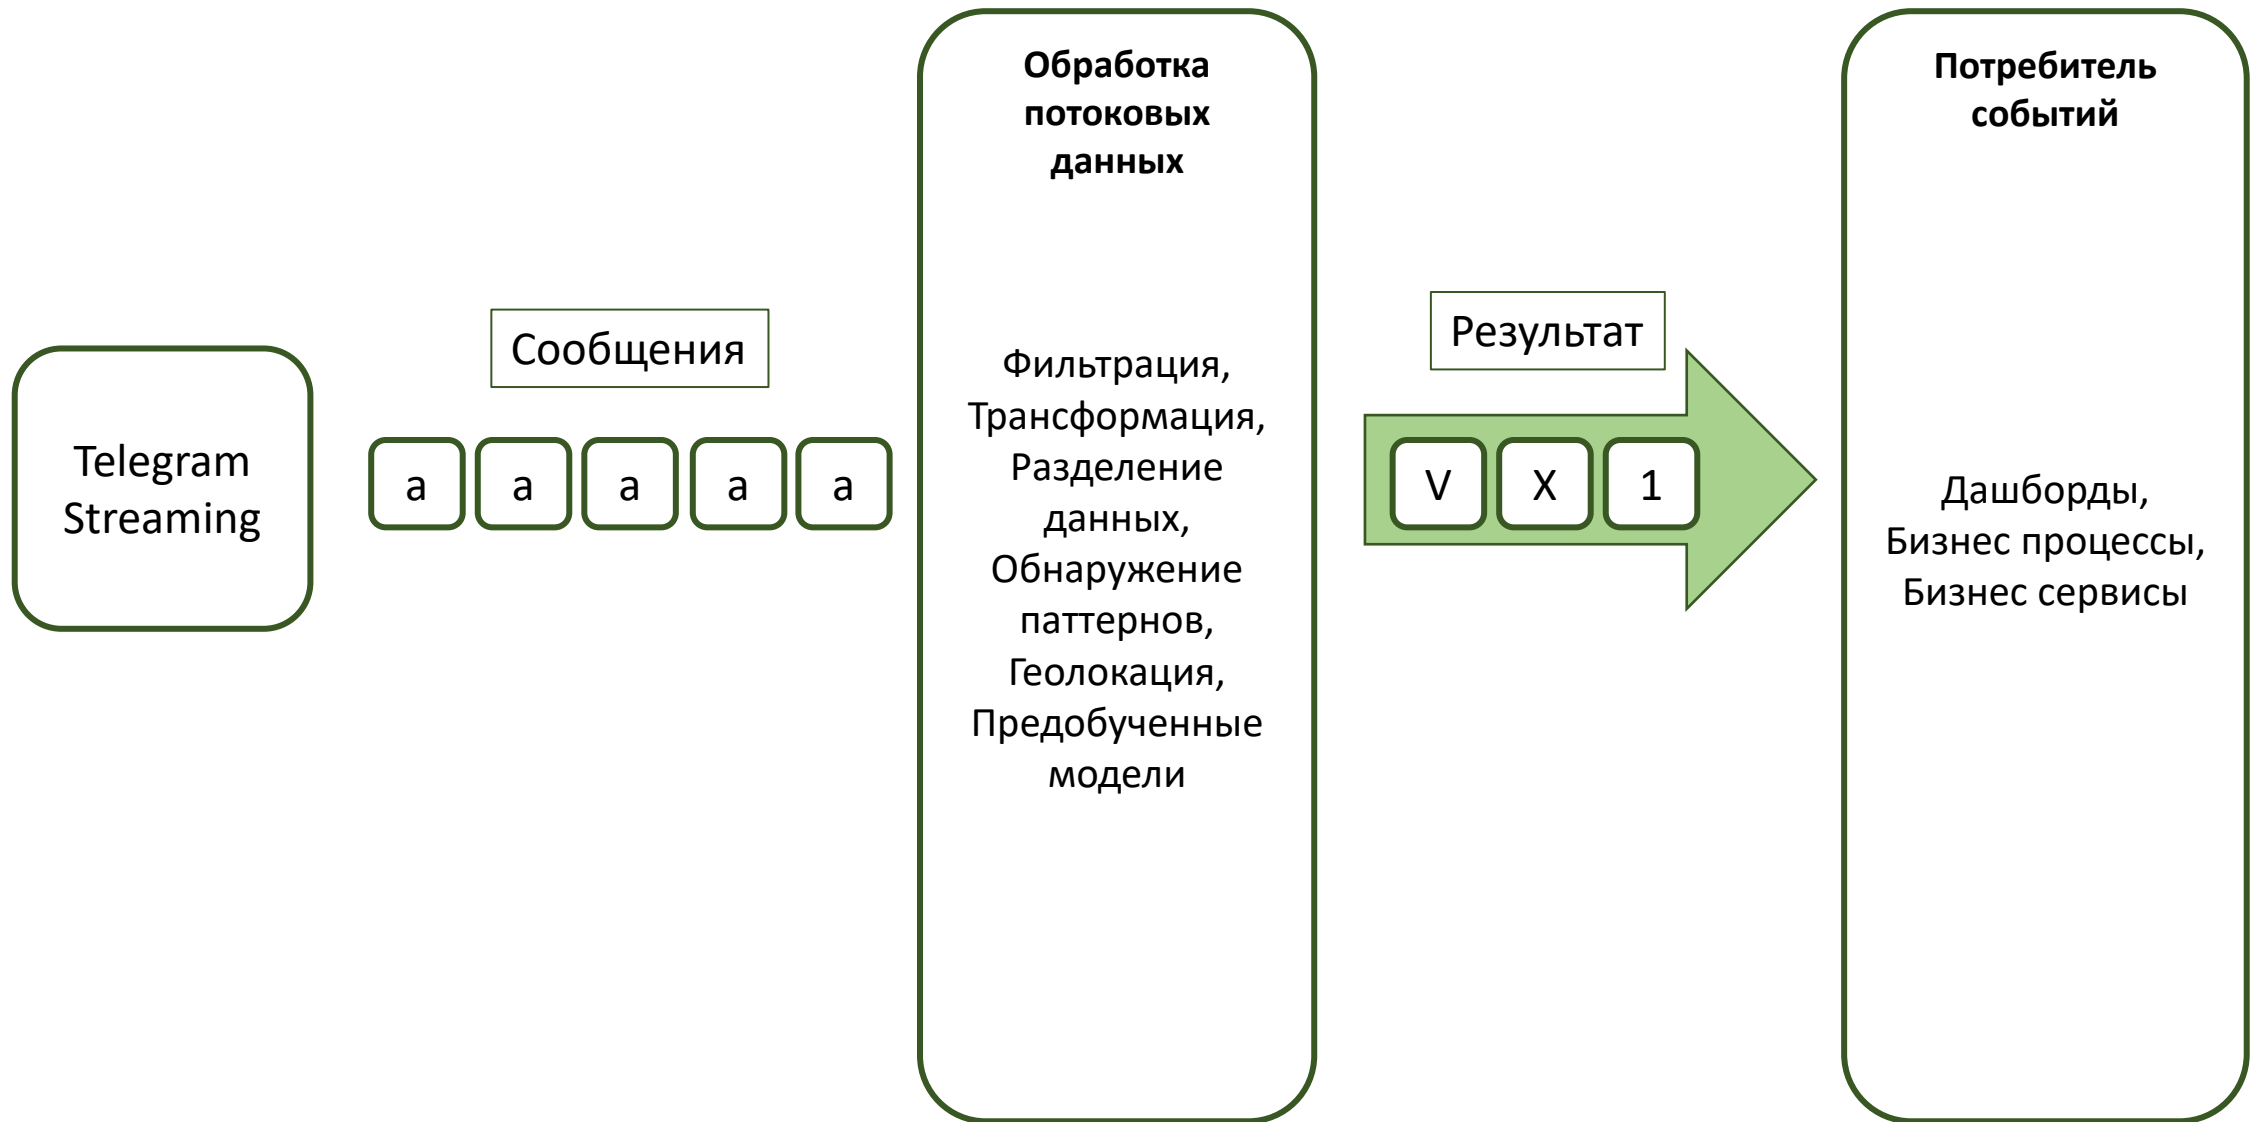 Telegram
Streaming
Сообщения
a a a a a
Обработка
потоковых
данных
Фильтрация,
Трансформация,
Разделение
данных,
Обнаружение
паттернов,
Геолокация,
Предобученные
модели
Результат
V X 1
Потребитель
событий
Дашборды,
Бизнес процессы,
Бизнес сервисы